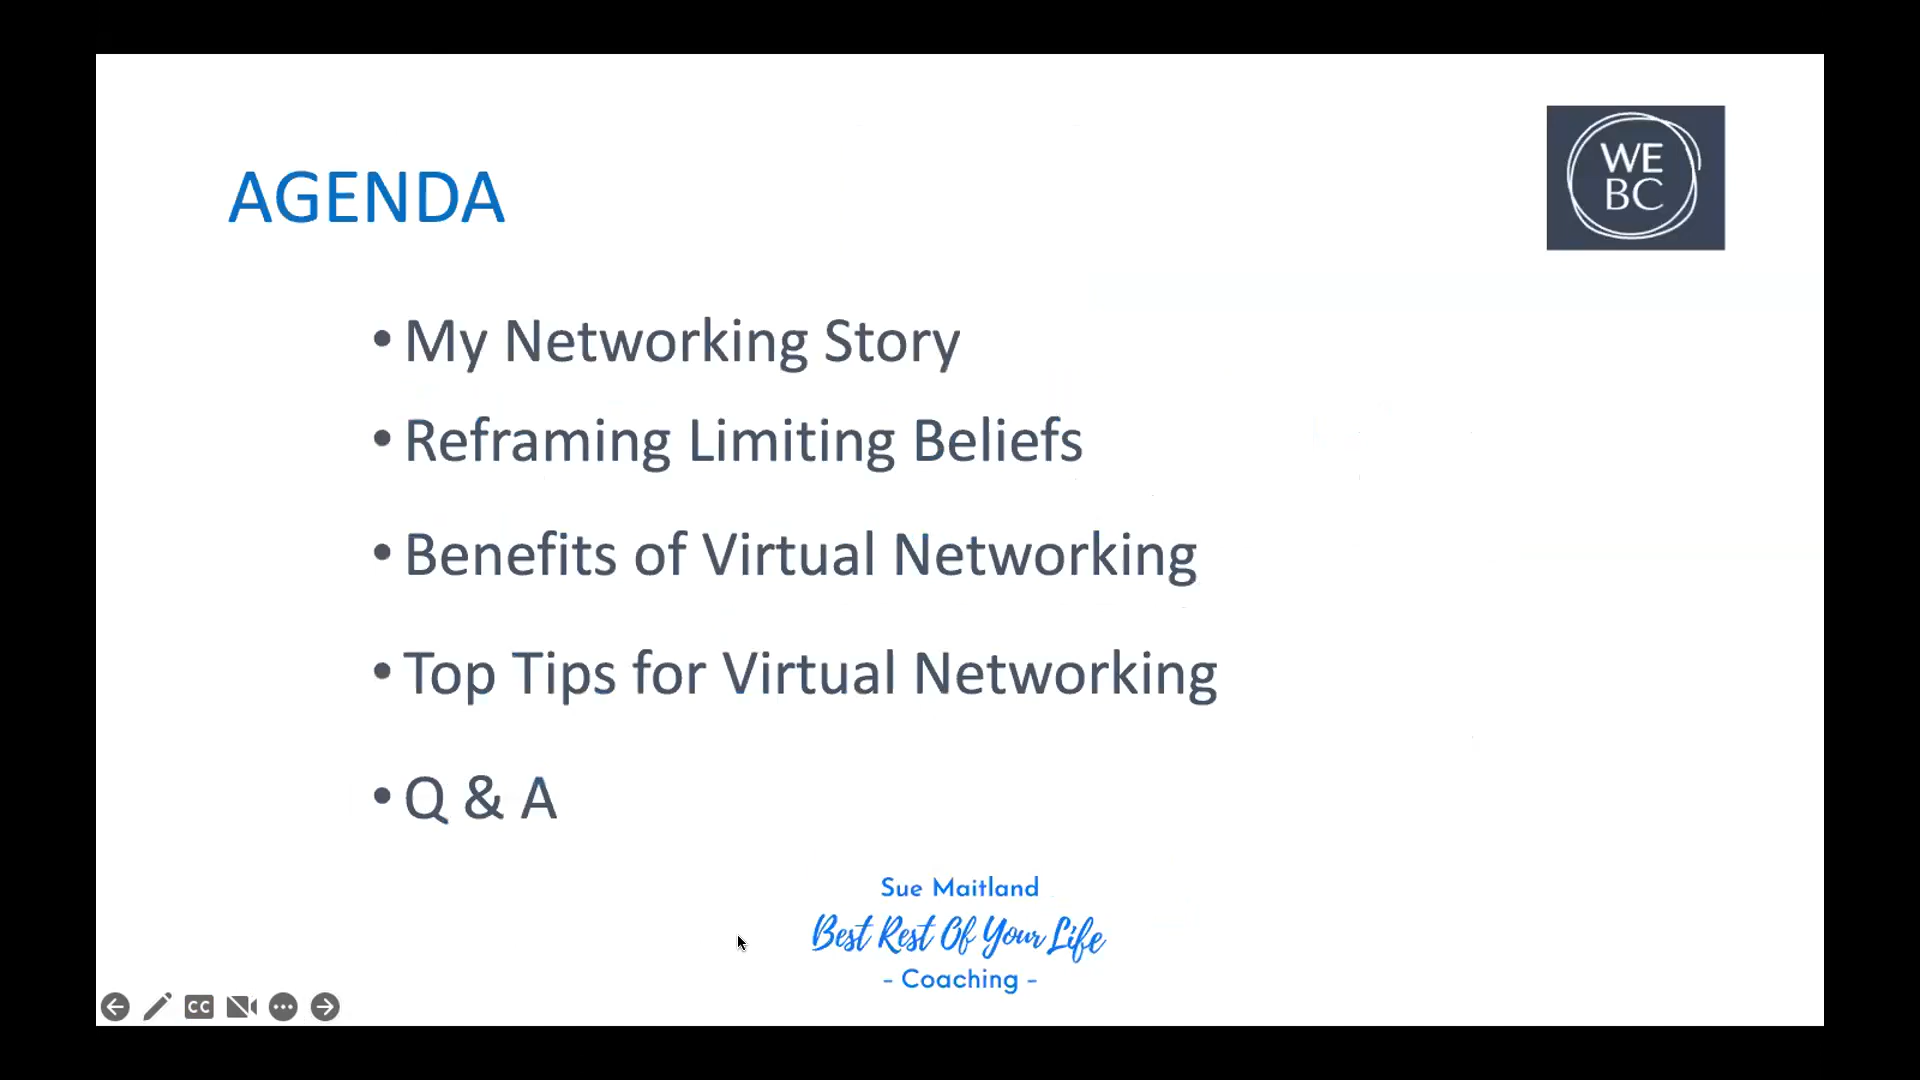 WE
BC
AGENDA
• My Networking Story
• Reframing Limiting Beliefs
• Benefits of Virtual Networking
• Top Tips for Virtual Networking
• Q & A
Sue Maitland
Best Rest Of Your Life
- Coaching -
CC